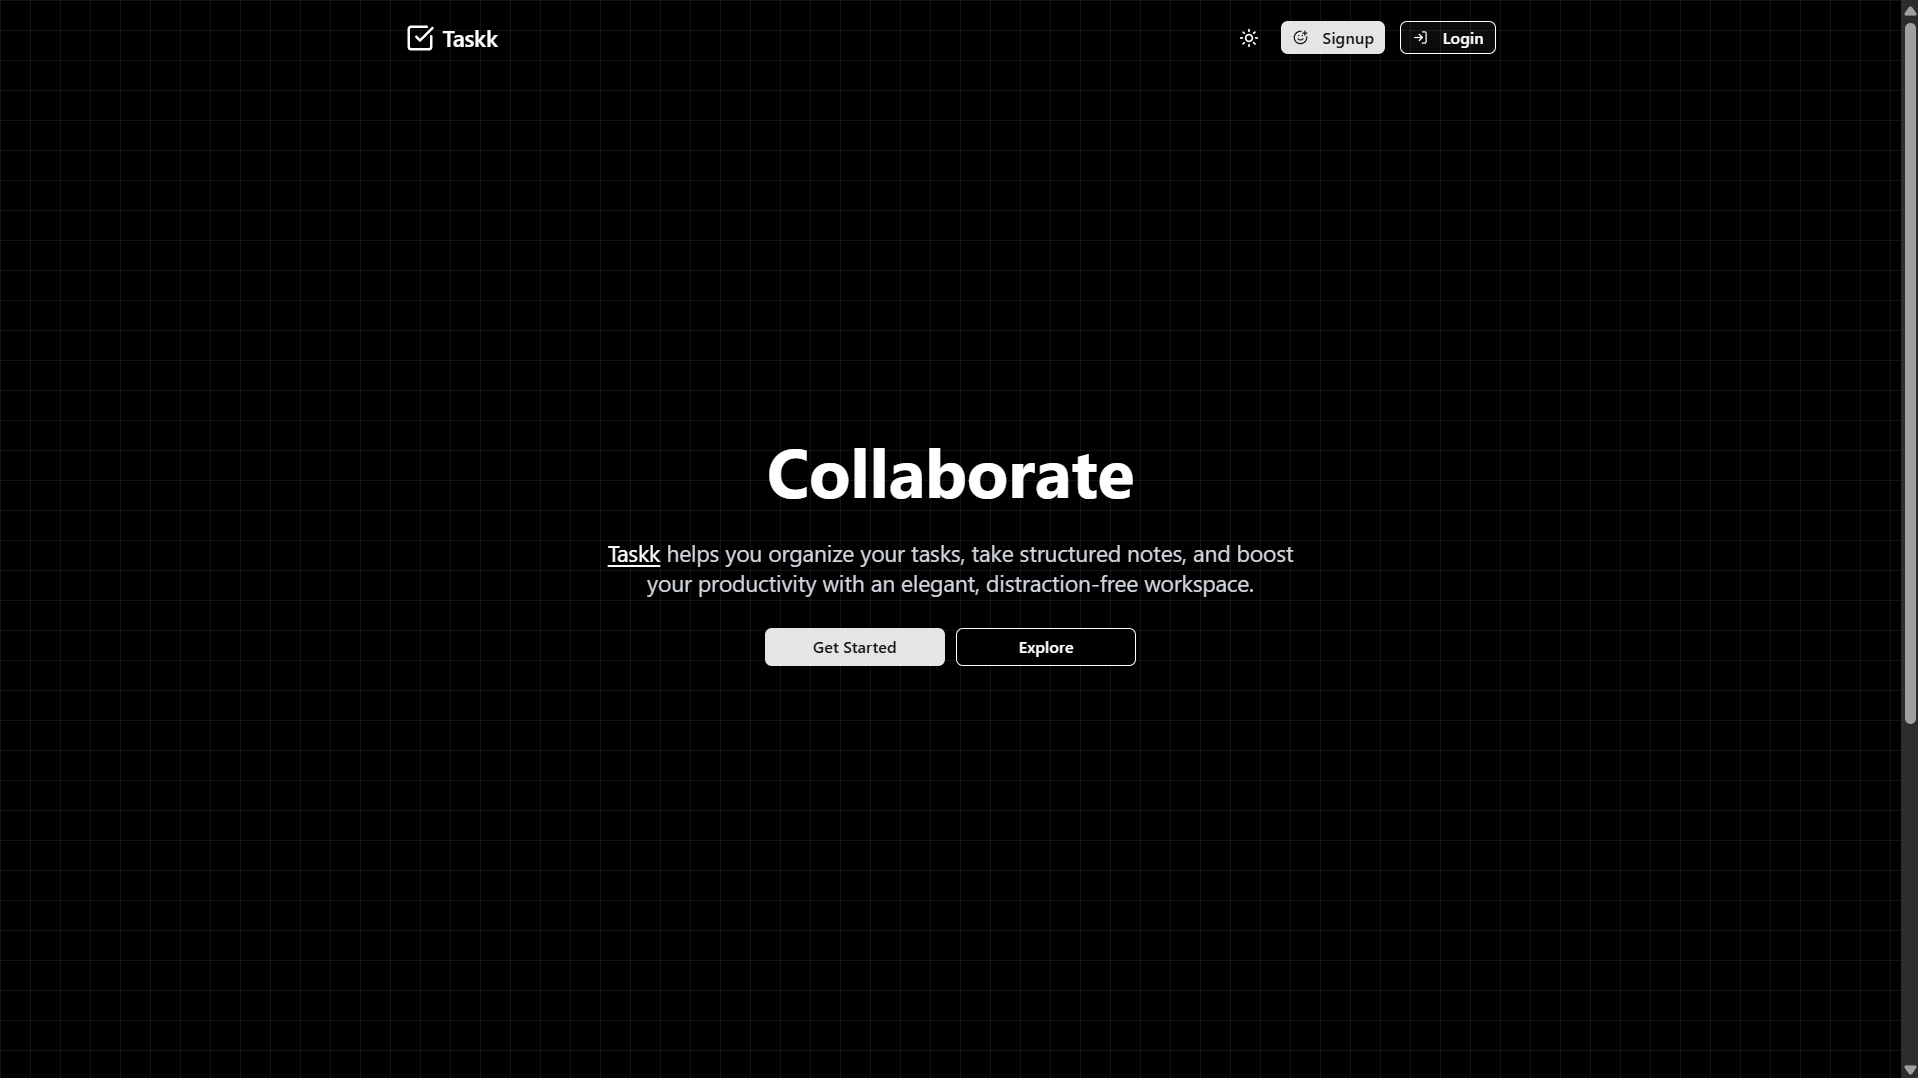 Taskk
Signup
Login
Collaborate
Taskk helps you organize your tasks, take structured notes, and boost
your productivity with an elegant, distraction-free workspace.
Get Started
Explore